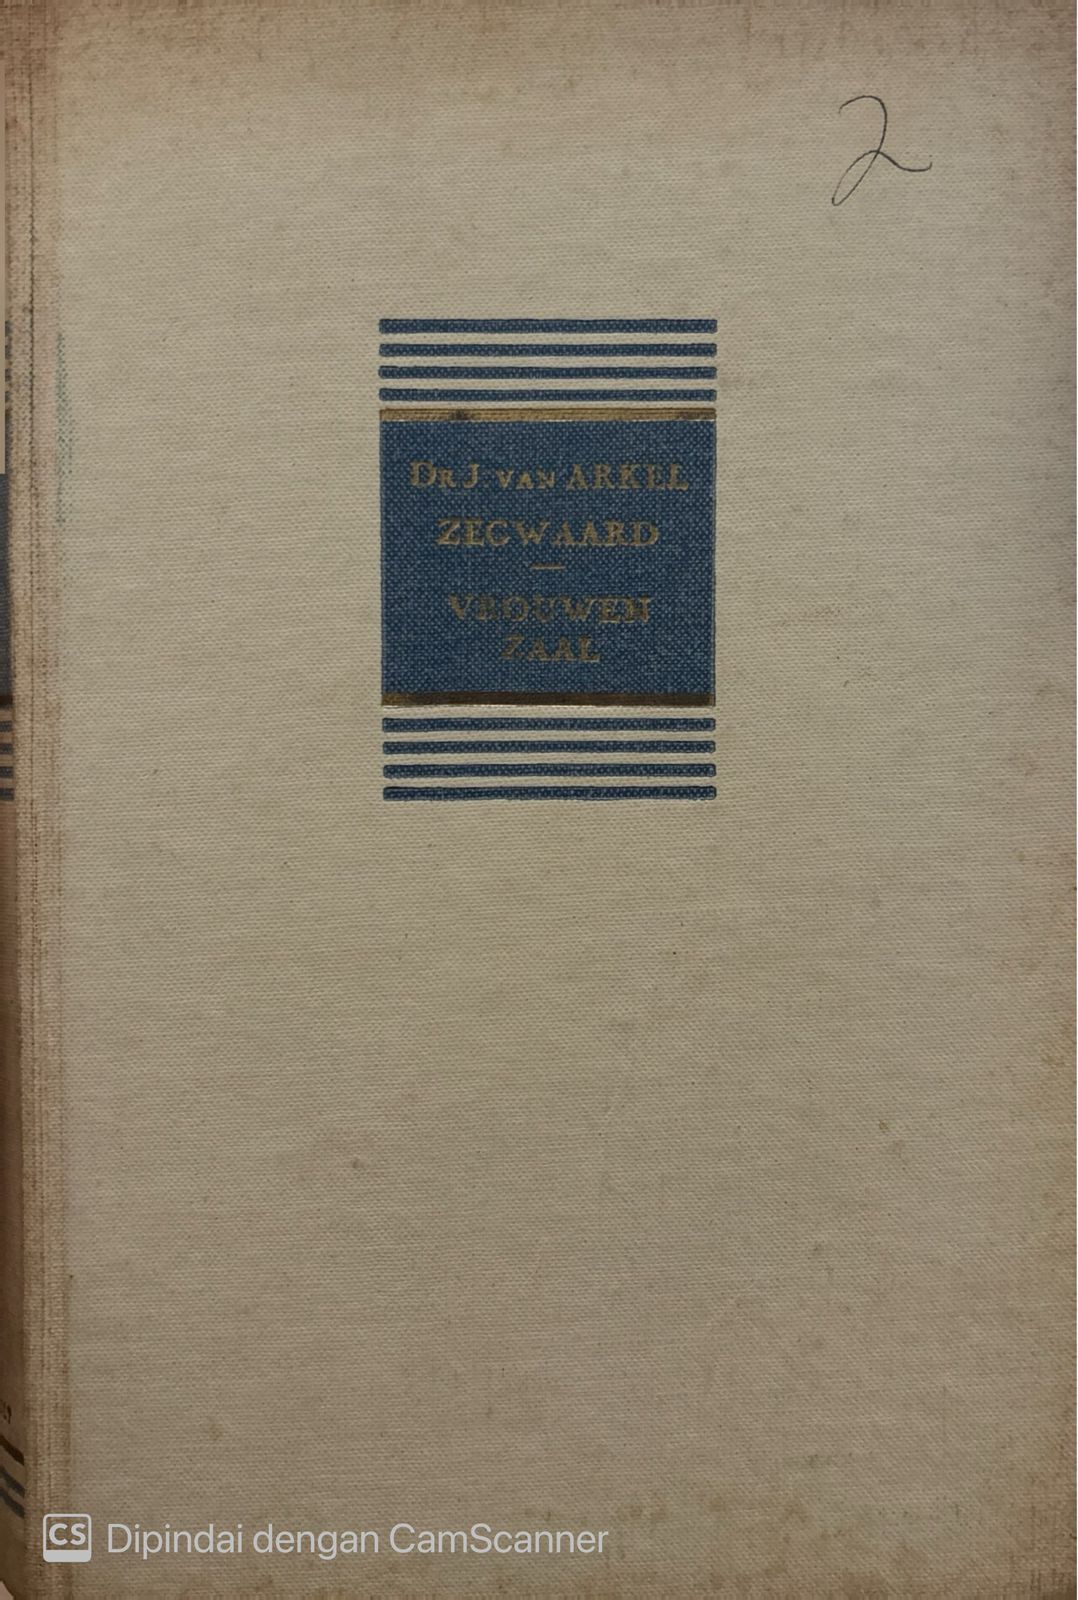 2
Dr J. van ARKEL
ZEGWAARD
—
VROUWEN
ZAAL
CS Dipindai dengan CamScanner